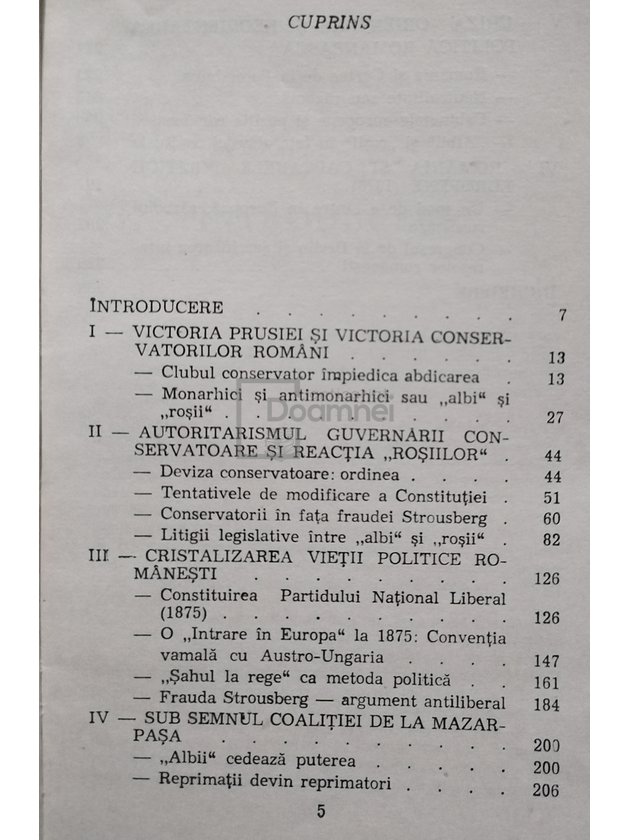 CUPRINS
INTRODUCERE . . . . . . . . . 7
I — VICTORIA PRUSIEI ȘI VICTORIA CONSER-
VATORILOR ROMÂNI . . . . . . 13
— Clubul conservator împiedica abdicarea . 13
— Monarhici și antimonarhici sau „albi“ și
„roșii“ . . . . . . . . . . 27
Doamnei
II — AUTORITARISMUL GUVERNĂRII CON-
SERVATOARE ȘI REACȚIA „ROȘIILOR“ . 44
— Deviza conservatoare: ordinea . . . . 44
— Tentativele de modificare a Constituției . 51
— Conservatorii în fața fraudei Strousberg . 60
— Litigii legislative între „albi“ și „roșii“ . 82
III — CRISTALIZAREA VIEȚII POLITICE RO-
MÂNEȘTI . . . . . . . . . 126
— Constituirea Partidului Național Liberal
(1875) . . . . . . . . . . 126
— O „Intrare în Europa“ la 1875: Convenția
vamală cu Austro-Ungaria . . . . 147
— „Șahul la rege“ ca metoda politică . . 161
— Frauda Strousberg — argument antiliberal 184
IV — SUB SEMNUL COALIȚIEI DE LA MAZAR-
PAȘA . . . . . . . . . . 200
— „Albii“ cedează puterea . . . . . 200
— Reprimații devin reprimatori . . . . 206
5